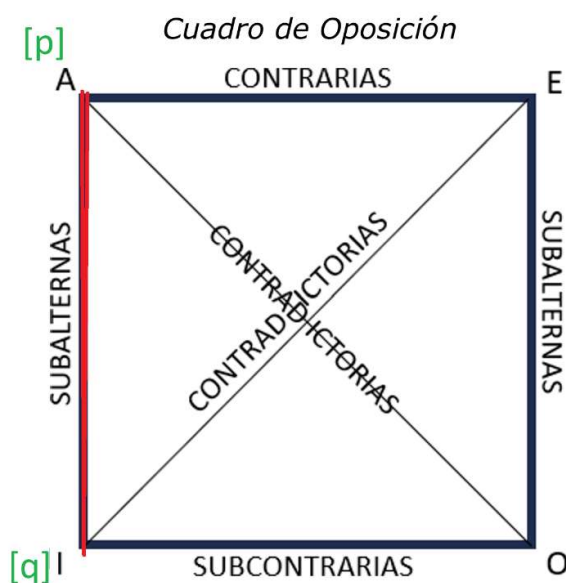 Cuadro de Oposición
[p]
A
CONTRARIAS
E
SUBALTERNAS
CONTRADICTORIAS
CONTRADICTORIAS
SUBALTERNAS
[q]
I
SUBCONTRARIAS
O